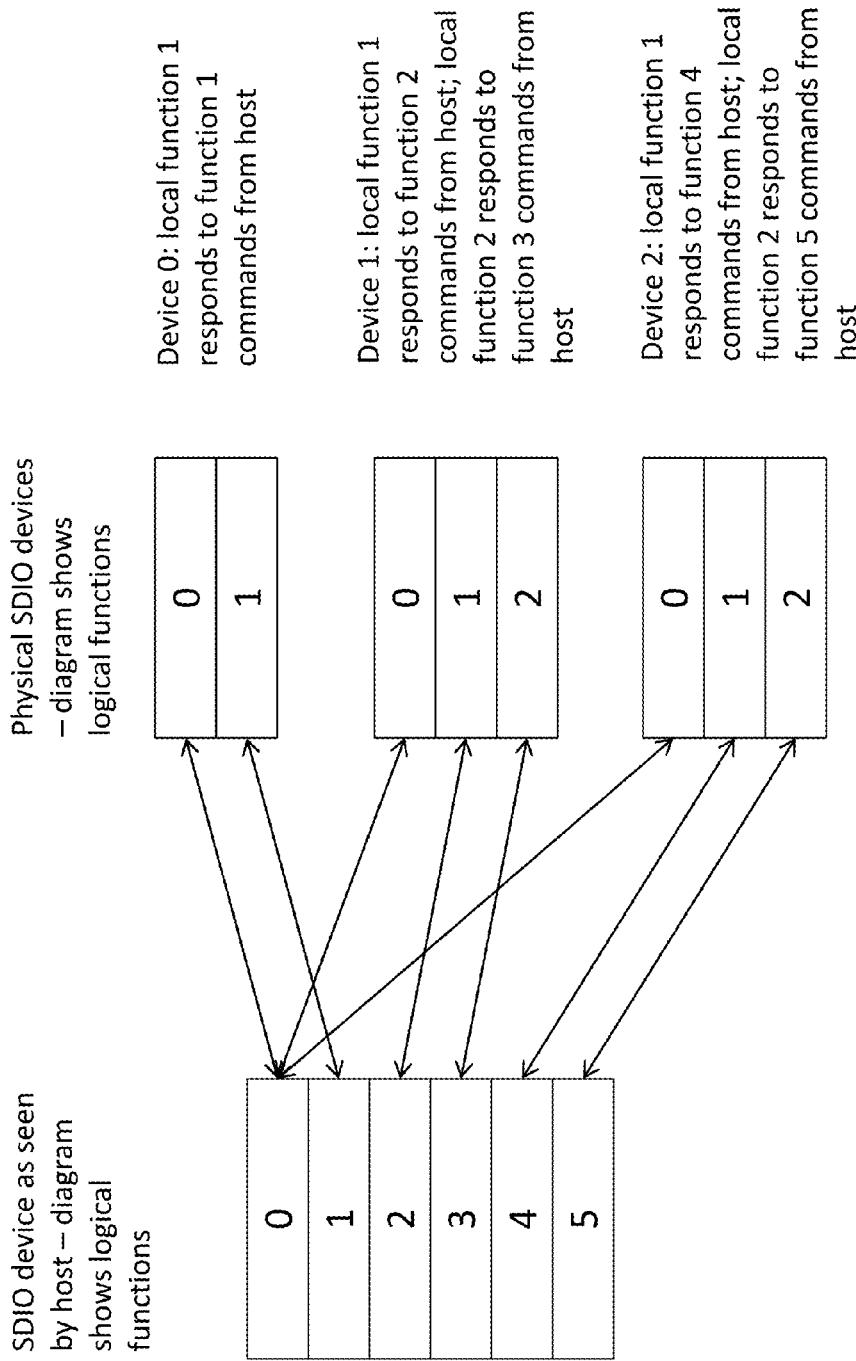 SDIO device as seen
by host – diagram
shows logical
functions
0
1
2
3
4
5
Physical SDIO devices
– diagram shows
logical functions
0
1
0
1
2
0
1
2
Device 0: local function 1
responds to function 1
commands from host
Device 1: local function 1
responds to function 2
commands from host; local
function 2 responds to
function 3 commands from
host
Device 2: local function 1
responds to function 4
commands from host; local
function 2 responds to
function 5 commands from
host